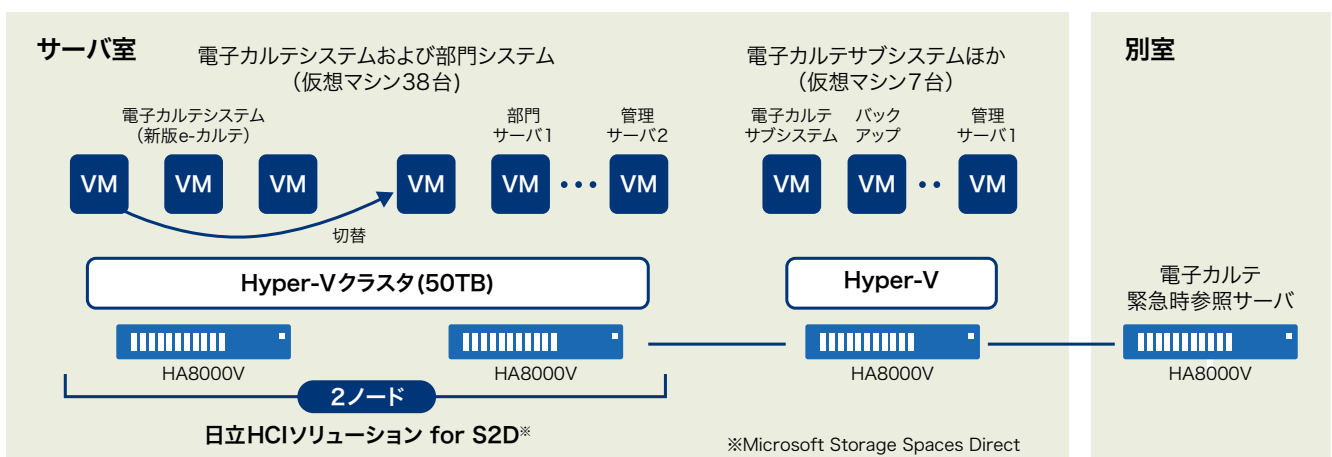 サーバ室
電子カルテシステムおよび部門システム
（仮想マシン38台）
電子カルテシステム
（新版e-カルテ）
部門
サーバ1
管理
サーバ2
VM
VM
VM
VM
VM
VM
切替
Hyper-Vクラスタ(50TB)
HA8000V
HA8000V
2ノード
日立HCIソリューション for S2D※
電子カルテサブシステムほか
（仮想マシン7台）
電子カルテ
サブシステム
バック
アップ
管理
サーバ1
VM
VM
VM
Hyper-V
HA8000V
※Microsoft Storage Spaces Direct
別室
電子カルテ
緊急時参照サーバ
HA8000V